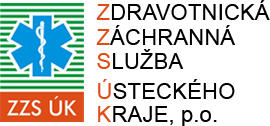 ZDRAVOTNICKÁ
ZÁCHRANNÁ
SLUŽBA
ÚSTECKÉHO
KRAJE, p.o.
ZZS ÚK